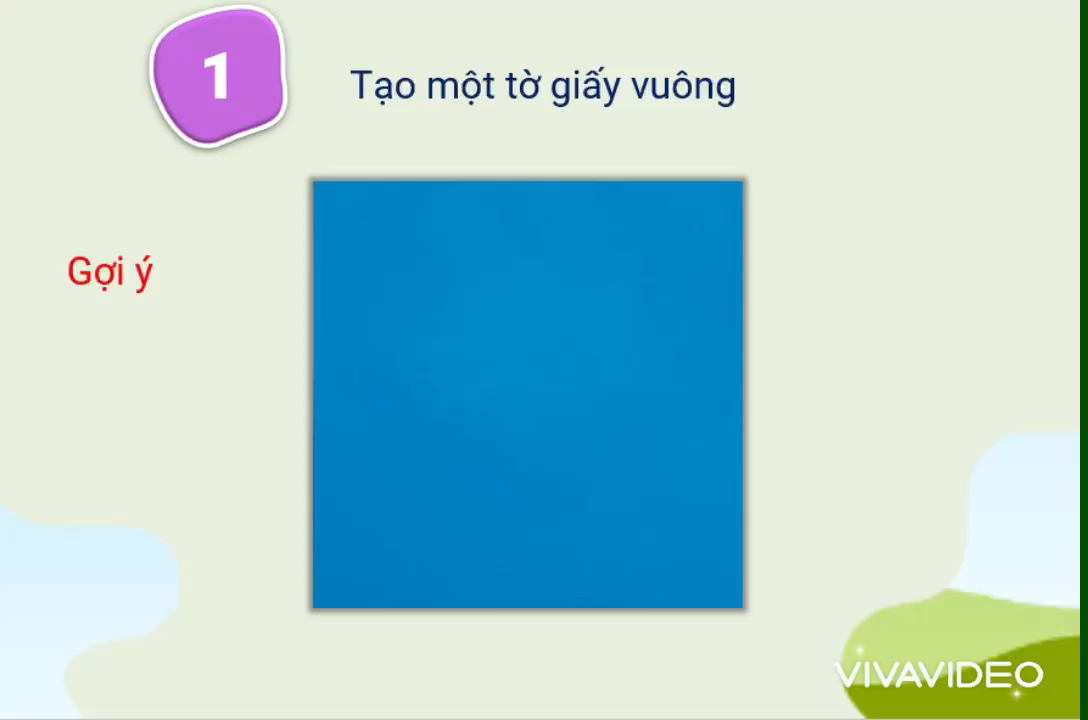 1
Tạo một tờ giấy vuông
Gợi ý
VIVAVIDEO